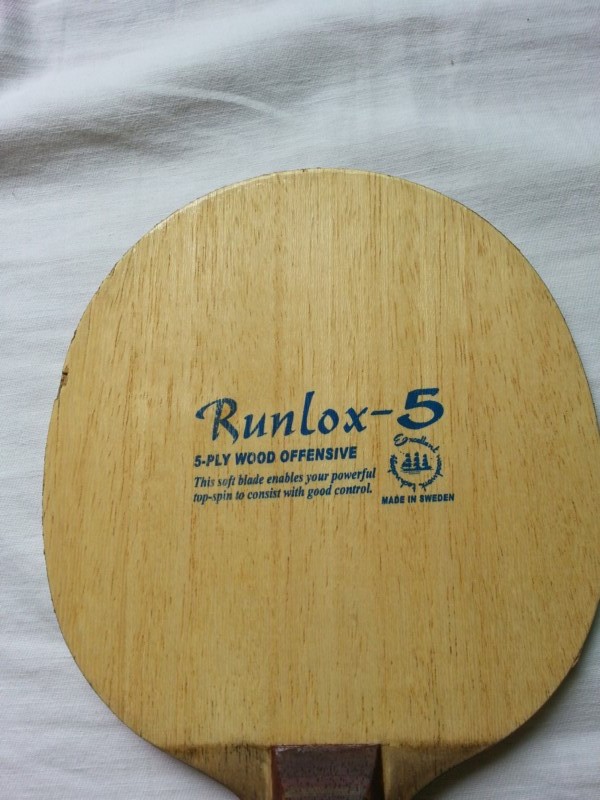 Runlox-5
5-PLY WOOD OFFENSIVE
This soft blade enables your powerful
top-spin to consist with good control.
Excellent
MADE IN SWEDEN